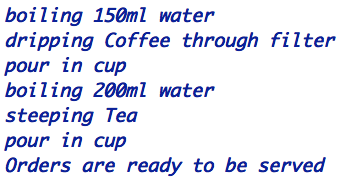 boiling 150ml water
dripping Coffee through filter
pour in cup
boiling 200ml water
steeping Tea
pour in cup
Orders are ready to be served